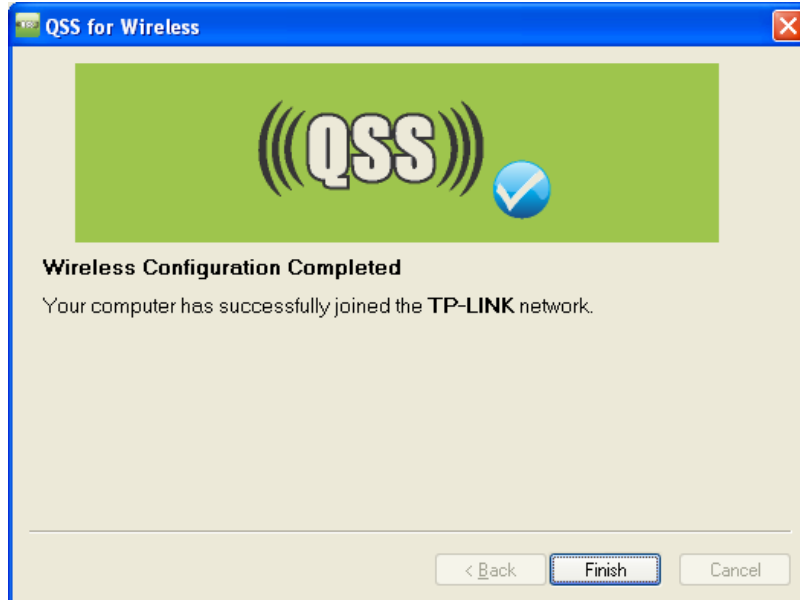 QSS for Wireless
(((QSS)))
Wireless Configuration Completed
Your computer has successfully joined the TP-LINK network.
< Back
Finish
Cancel